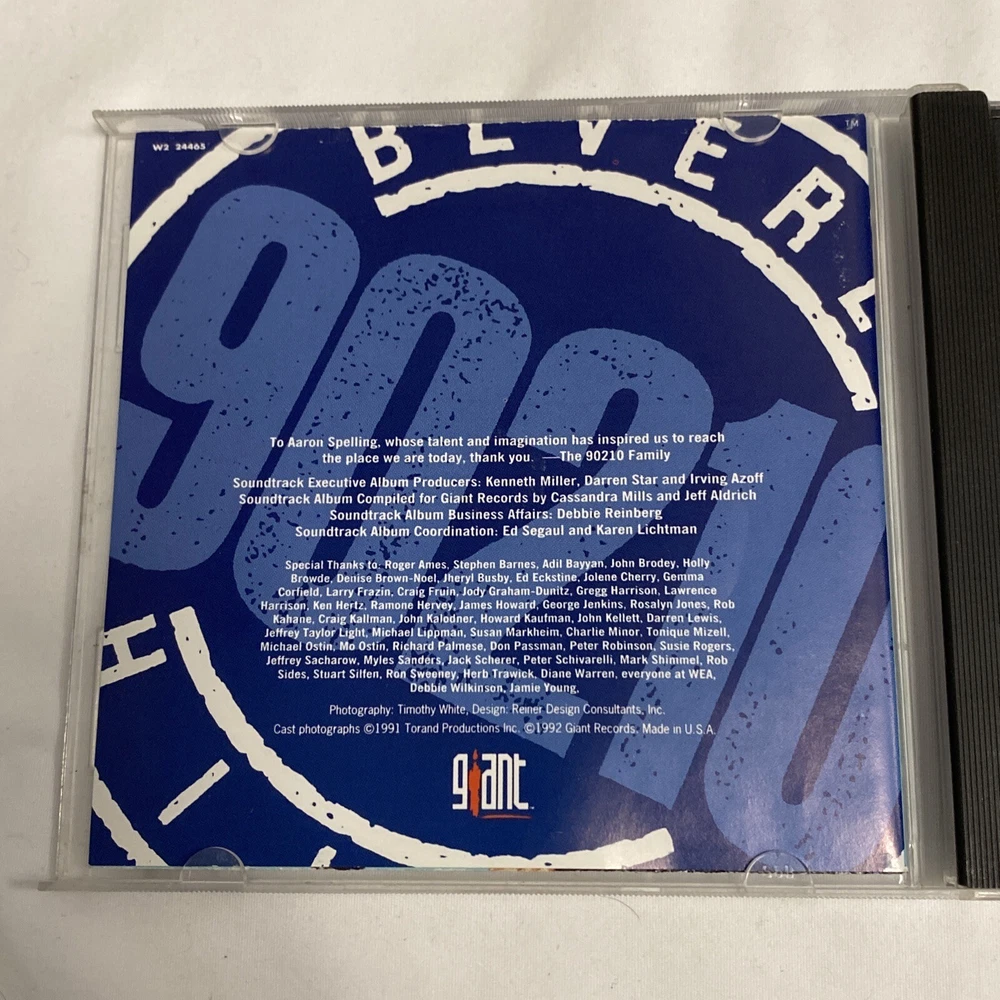 W2 24465
BEVERL
TM
90210
To Aaron Spelling, whose talent and imagination has inspired us to reach
the place we are today, thank you. —The 90210 Family
Soundtrack Executive Album Producers: Kenneth Miller, Darren Star and Irving Azoff
Soundtrack Album Compiled for Giant Records by Cassandra Mills and Jeff Aldrich
Soundtrack Album Business Affairs: Debbie Reinberg
Soundtrack Album Coordination: Ed Segaul and Karen Lichtman
Special Thanks to: Roger Ames, Stephen Barnes, Adil Bayyan, John Brodey, Holly
Browde, Denise Brown-Noel, Jheryl Busby, Ed Eckstine, Jolene Cherry, Gemma
Corfield, Larry Frazin, Craig Fruin, Jody Graham-Dunitz, Gregg Harrison, Lawrence
Harrison, Ken Hertz, Ramone Hervey, James Howard, George Jenkins, Rosalyn Jones, Rob
Kahane, Craig Kallman, John Kalodner, Howard Kaufman, John Kellett, Darren Lewis,
Jeffrey Taylor Light, Michael Lippman, Susan Markheim, Charlie Minor, Tonique Mizell,
Michael Ostin, Mo Ostin, Richard Palmese, Don Passman, Peter Robinson, Susie Rogers,
Jeffrey Sacharow, Myles Sanders, Jack Scherer, Peter Schivarelli, Mark Shimmel, Rob
Sides, Stuart Silfen, Ron Sweeney, Herb Trawick, Diane Warren, everyone at WEA,
Debbie Wilkinson, Jamie Young,
Photography: Timothy White, Design: Reiner Design Consultants, Inc.
Cast photographs ©1991 Torand Productions Inc. ©1992 Giant Records, Made in U.S.A.
giant